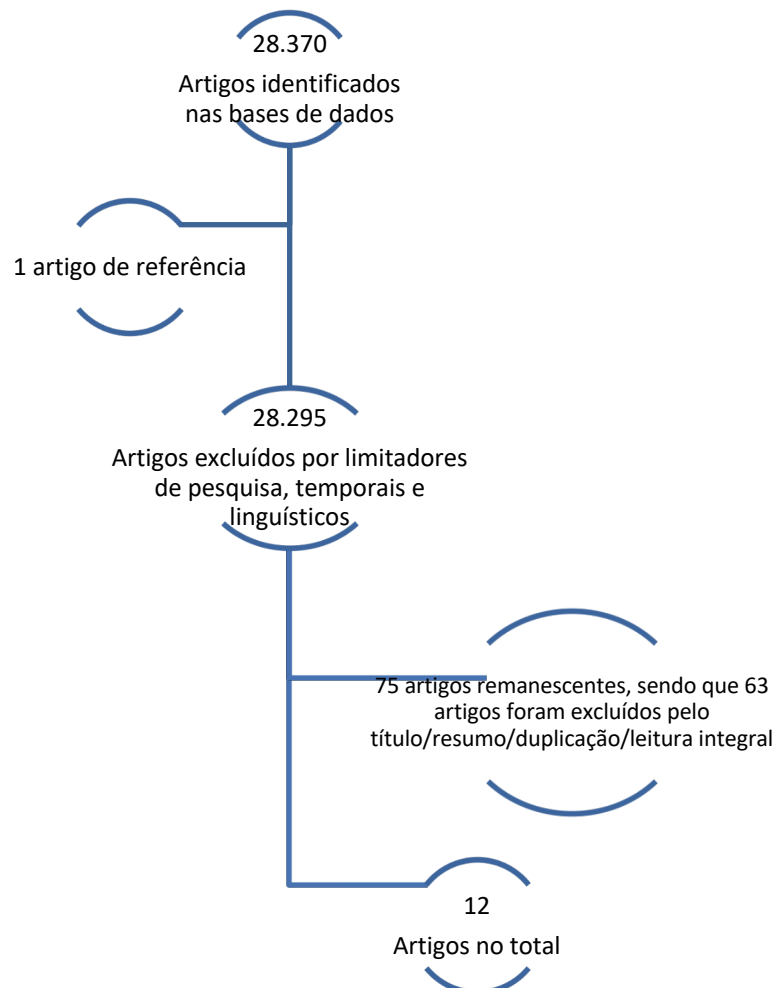 28.370
Artigos identificados
nas bases de dados
1 artigo de referência
28.295
Artigos excluídos por limitadores
de pesquisa, temporais e
linguísticos
75 artigos remanescentes, sendo que 63
artigos foram excluídos pelo
título/resumo/duplicação/leitura integral
12
Artigos no total